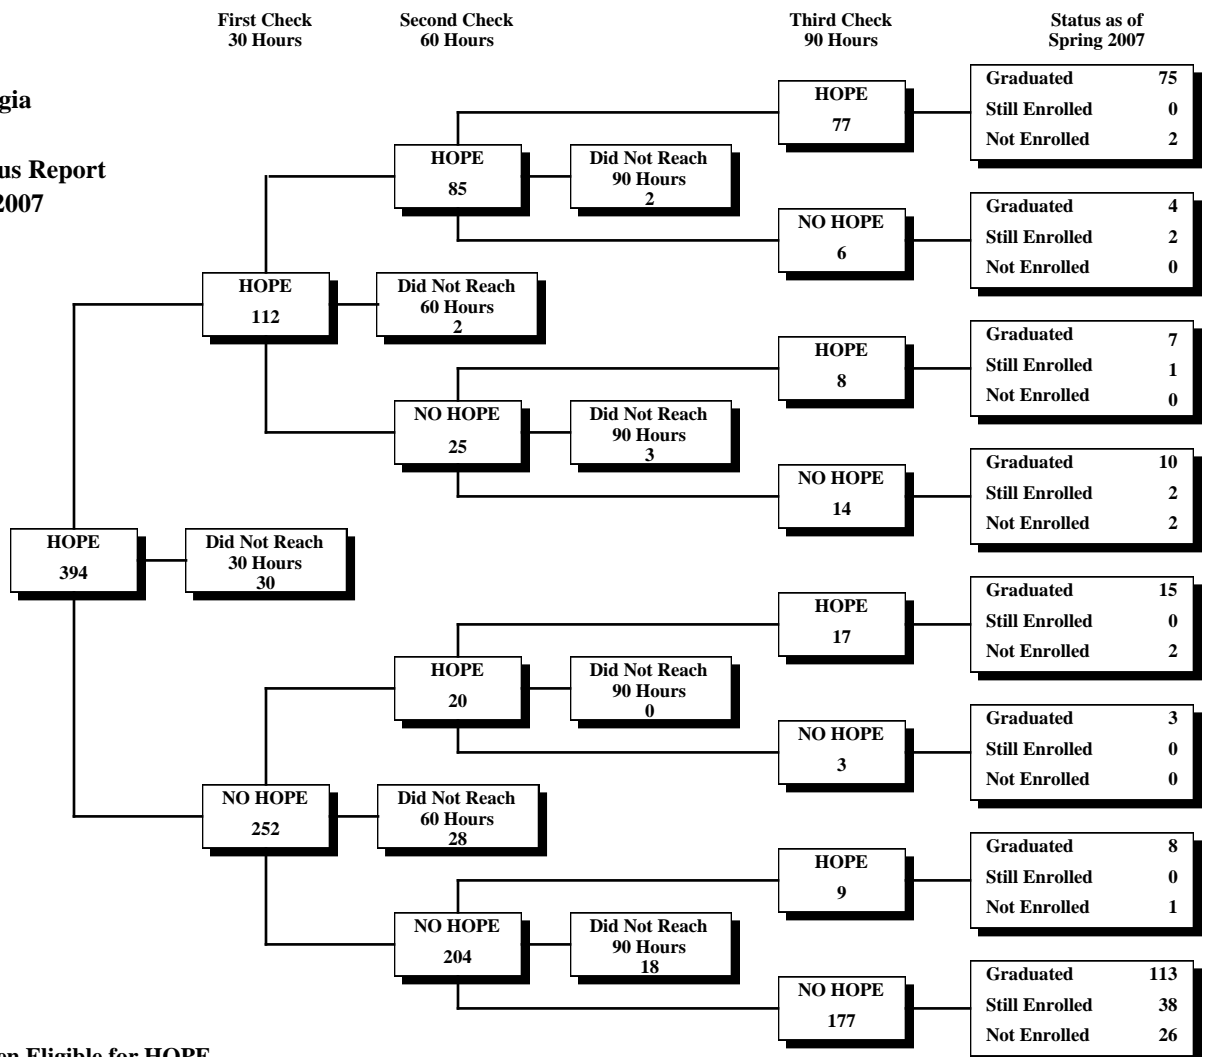 First Check
30 Hours
Second Check
60 Hours
Third Check
90 Hours
Status as of
Spring 2007
gia
us Report
2007
HOPE
394
Did Not Reach
30 Hours
30
HOPE
112
Did Not Reach
60 Hours
2
NO HOPE
252
Did Not Reach
60 Hours
28
HOPE
85
Did Not Reach
90 Hours
2
NO HOPE
25
Did Not Reach
90 Hours
3
HOPE
20
Did Not Reach
90 Hours
0
NO HOPE
204
Did Not Reach
90 Hours
18
HOPE
77
Graduated 75
Still Enrolled 0
Not Enrolled 2
NO HOPE
6
Graduated 4
Still Enrolled 2
Not Enrolled 0
HOPE
8
Graduated 7
Still Enrolled 1
Not Enrolled 0
NO HOPE
14
Graduated 10
Still Enrolled 2
Not Enrolled 2
HOPE
17
Graduated 15
Still Enrolled 0
Not Enrolled 2
NO HOPE
3
Graduated 3
Still Enrolled 0
Not Enrolled 0
HOPE
9
Graduated 8
Still Enrolled 0
Not Enrolled 1
NO HOPE
177
Graduated 113
Still Enrolled 38
Not Enrolled 26
en Eligible for HOPE